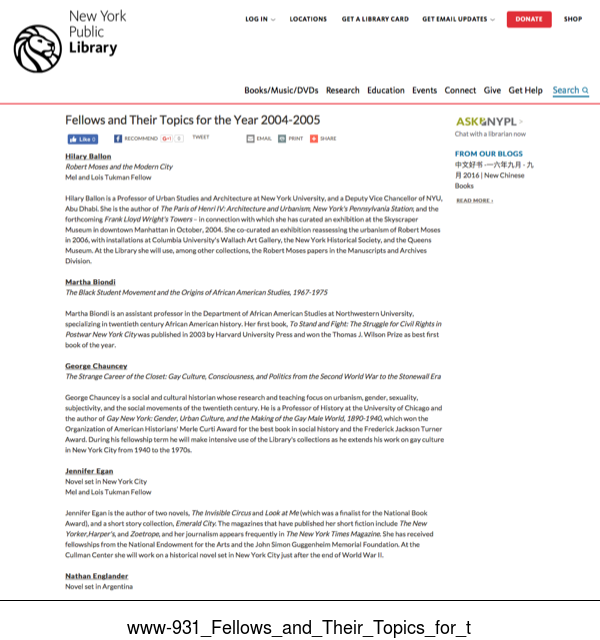 New York
Public
Library
LOG IN
LOCATIONS
GET A LIBRARY CARD
GET EMAIL UPDATES
DONATE
SHOP
Books/Music/DVDs Research Education Events Connect Give Get Help Search
Fellows and Their Topics for the Year 2004-2005
Like 0
RECOMMEND
G+1 0
TWEET
EMAIL
PRINT
SHARE
Hilary Ballon
Robert Moses and the Modern City
Mel and Lois Tukman Fellow
Hilary Ballon is a Professor of Urban Studies and Architecture at New York University, and a Deputy Vice Chancellor of NYU,
Abu Dhabi. She is the author of The Paris of Henri IV: Architecture and Urbanism, New York's Pennsylvania Station, and the
forthcoming Frank Lloyd Wright's Towers – in connection with which she has curated an exhibition at the Skyscraper
Museum in downtown Manhattan in October, 2004. She co-curated an exhibition reassessing the urbanism of Robert Moses
in 2006, with installations at Columbia University's Wallach Art Gallery, the New York Historical Society, and the Queens
Museum. At the Library she will use, among other collections, the Robert Moses papers in the Manuscripts and Archives
Division.
Martha Biondi
The Black Student Movement and the Origins of African American Studies, 1967-1975
Martha Biondi is an assistant professor in the Department of African American Studies at Northwestern University,
specializing in twentieth century African American history. Her first book, To Stand and Fight: The Struggle for Civil Rights in
Postwar New York City was published in 2003 by Harvard University Press and won the Thomas J. Wilson Prize as best first
book of the year.
George Chauncey
The Strange Career of the Closet: Gay Culture, Consciousness, and Politics from the Second World War to the Stonewall Era
George Chauncey is a social and cultural historian whose research and teaching focus on urbanism, gender, sexuality,
subjectivity, and the social movements of the twentieth century. He is a Professor of History at the University of Chicago and
the author of Gay New York: Gender, Urban Culture, and the Making of the Gay Male World, 1890-1940, which won the
Organization of American Historians' Merle Curti Award for the best book in social history and the Frederick Jackson Turner
Award. During his fellowship term he will make intensive use of the Library's collections as he extends his work on gay culture
in New York City from 1940 to the 1970s.
Jennifer Egan
Novel set in New York City
Mel and Lois Tukman Fellow
Jennifer Egan is the author of two novels, The Invisible Circus and Look at Me (which was a finalist for the National Book
Award), and a short story collection, Emerald City. The magazines that have published her short fiction include The New
Yorker, Harper's, and Zoetrope, and her journalism appears frequently in The New York Times Magazine. She has received
fellowships from the National Endowment for the Arts and the John Simon Guggenheim Memorial Foundation. At the
Cullman Center she will work on a historical novel set in New York City just after the end of World War II.
Nathan Englander
Novel set in Argentina
ASK NYPL
Chat with a librarian now
FROM OUR BLOGS
中文好书 - 一六年九月 - 九
月 2016 | New Chinese
Books
READ MORE ›
www-931_Fellows_and_Their_Topics_for_t